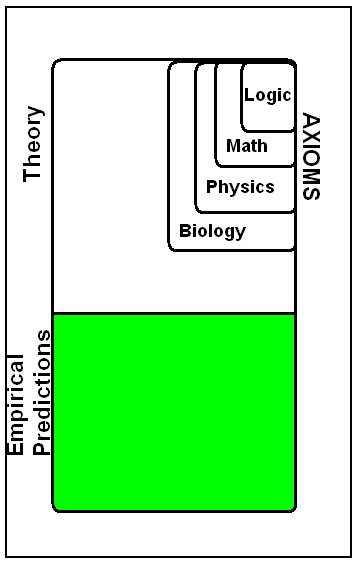 Theory
Logic
Math
Physics
Biology
AXIOMS
Empirical
Predictions